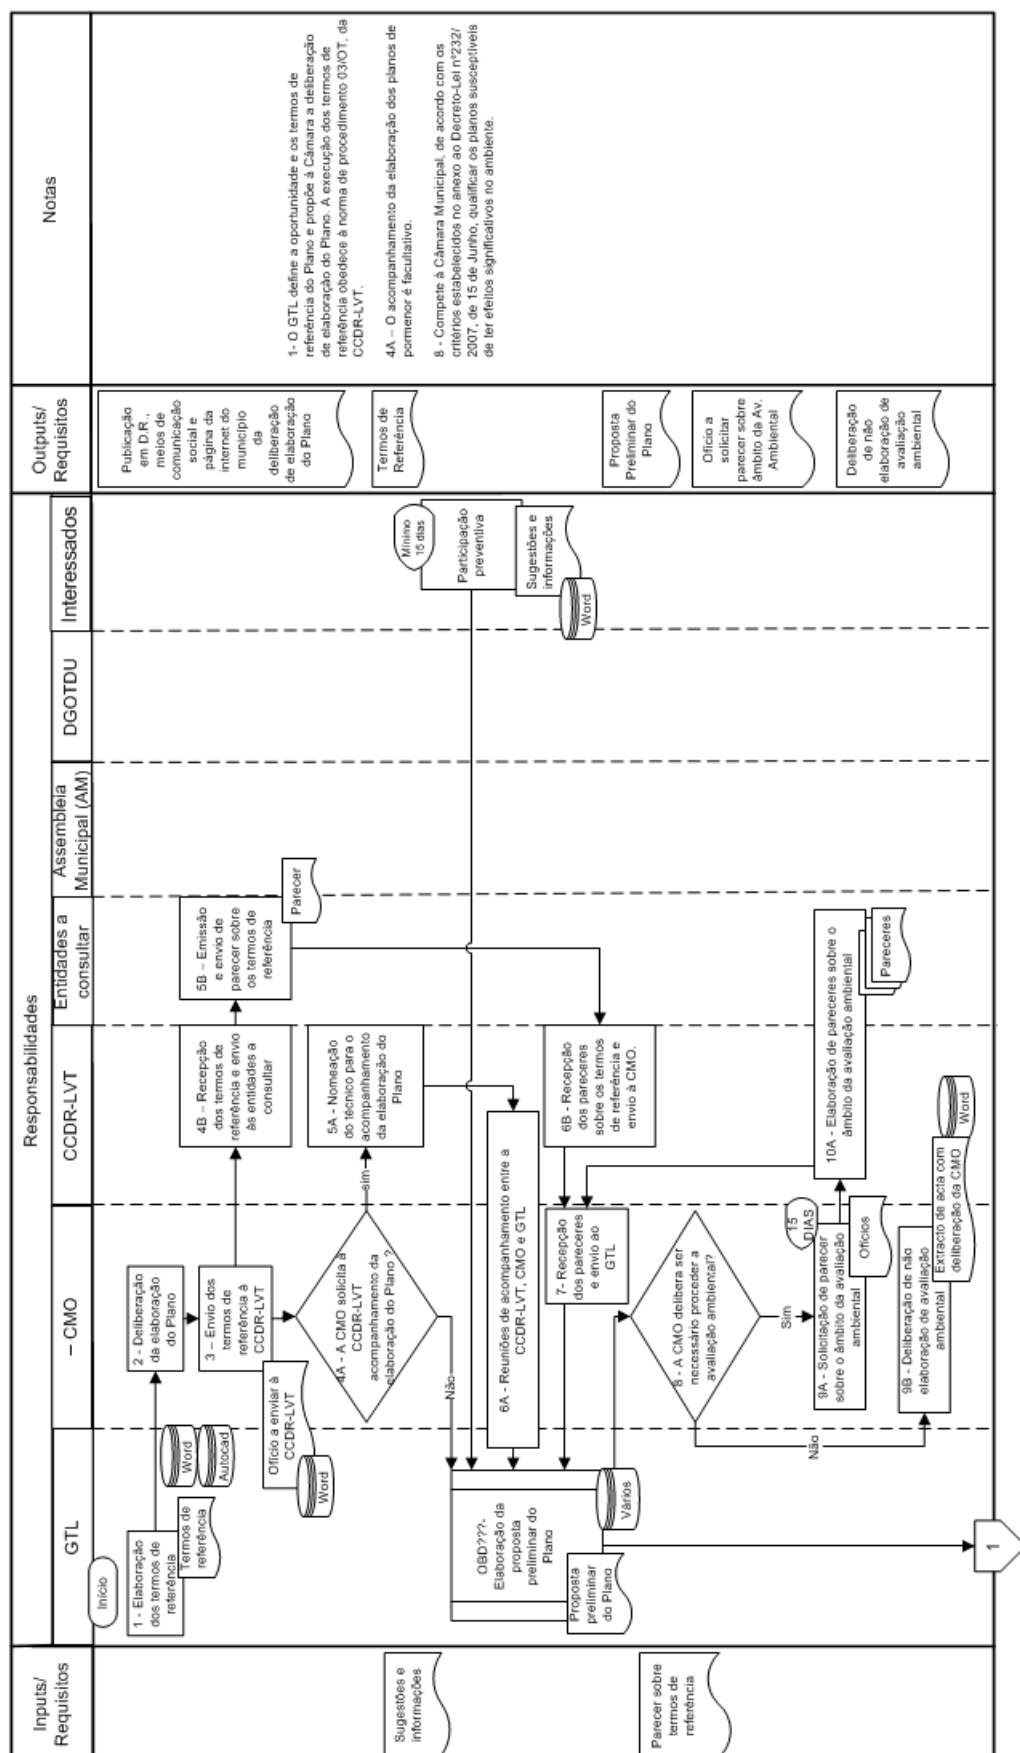 Inputs/
Requisitos
Responsabilidades
GTL
– CMO
CCDR-LVT
Entidades a
consultar
Assembleia
Municipal (AM)
DGOTDU
Interessados
Outputs/
Requisitos
Notas
Início
1 - Elaboração
dos termos de
referência
Termos de
referência
Word
Autocad
2 - Deliberação
da elaboração
do Plano
3 – Envio dos
termos de
referência à
CCDR-LVT
Ofício a enviar à
CCDR-LVT
Word
4B – Recepção
dos termos de
referência e envio
às entidades a
consultar
5B – Emissão
e envio de
parecer sobre
os termos de
referência
Parecer
4A - A CMO solicita à
CCDR-LVT
acompanhamento da
elaboração do Plano ?
sim
Não
5A - Nomeação
do técnico para o
acompanhamento
da elaboração do
Plano
Mínimo
15 dias
Participação
preventiva
Sugestões e
informações
Word
6A - Reuniões de acompanhamento entre a
CCDR-LVT, CMO e GTL
6B - Recepção
dos pareceres
sobre os termos
de referência e
envio à CMO.
7- Recepção
dos pareceres
e envio ao
GTL
OBD???-
Elaboração da
proposta
preliminar do
Plano
Proposta
preliminar
do Plano
Vários
8 - A CMO delibera ser
necessário proceder a
avaliação ambiental?
Sim
Não
15
DIAS
9A - Solicitação de parecer
sobre o âmbito da avaliação
ambiental
Ofícios
10A - Elaboração de pareceres sobre o
âmbito da avaliação ambiental
Pareceres
9B - Deliberação de não
elaboração de avaliação
ambiental
Extracto de acta com
deliberação da CMO
Word
1
Sugestões e
informações
Parecer sobre
termos de
referência
Publicação
em D.R.,
meios de
comunicação
social e
página da
internet do
município
da
deliberação
de elaboração
do Plano
Termos de
Referência
Proposta
Preliminar do
Plano
Ofício a
solicitar
parecer sobre
âmbito da Av.
Ambiental
Deliberação
de não
elaboração de
avaliação
ambiental
1- O GTL define a oportunidade e os termos de
referência do Plano e propõe à Câmara a deliberação
de elaboração do Plano. A execução dos termos de
referência obedece à norma de procedimento 03/OT, da
CCDR-LVT.
4A – O acompanhamento da elaboração dos planos de
pormenor é facultativo.
8 - Compete à Câmara Municipal, de acordo com os
critérios estabelecidos no anexo ao Decreto-Lei nº232/
2007, de 15 de Junho, qualificar os planos susceptíveis
de ter efeitos significativos no ambiente.